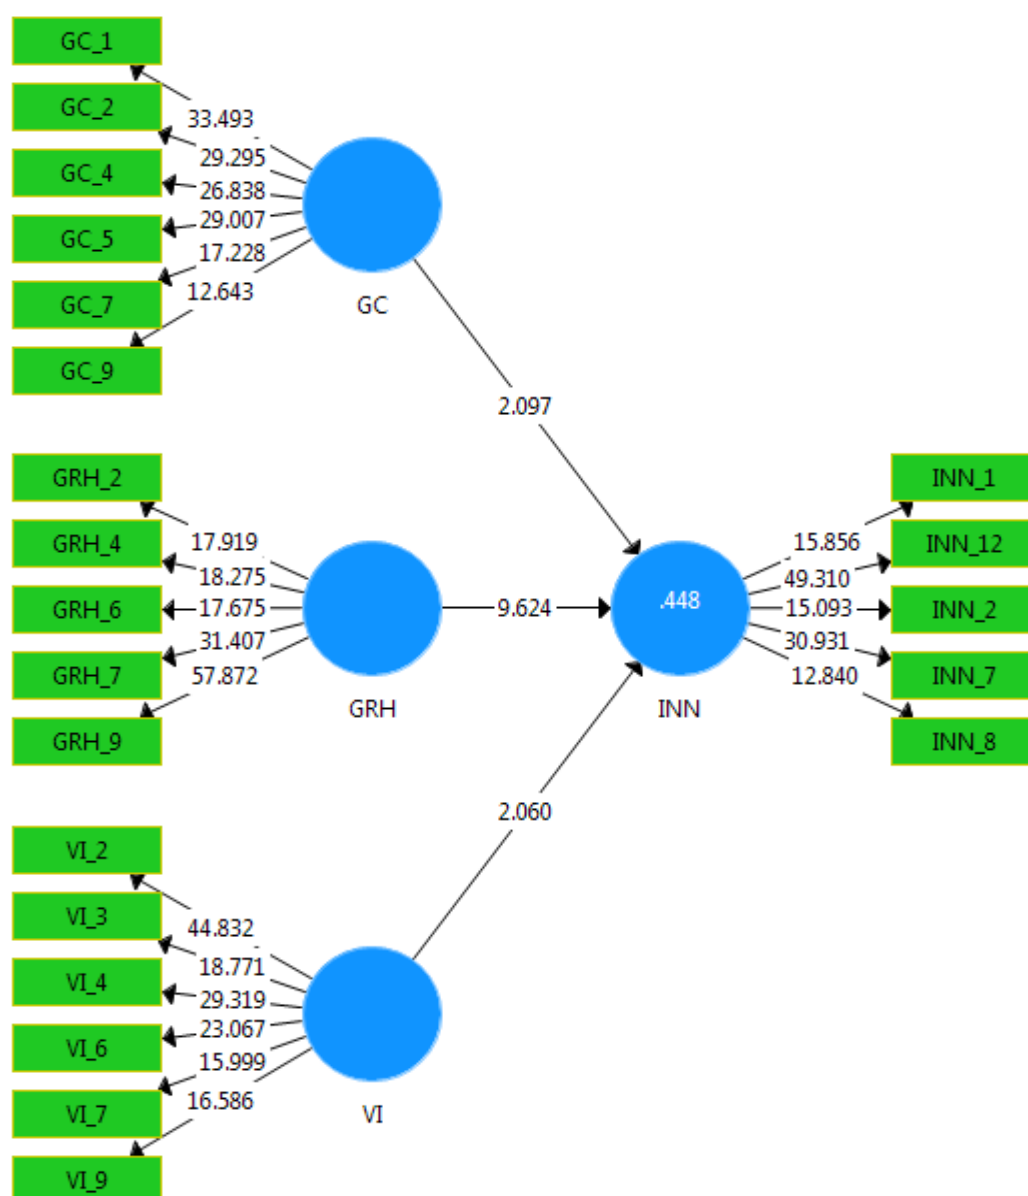 GC_1
GC_2
GC_4
GC_5
GC_7
GC_9
33.493
29.295
26.838
29.007
17.228
12.643
GC
2.097
GRH_2
GRH_4
GRH_6
GRH_7
GRH_9
17.919
18.275
17.675
31.407
57.872
GRH
9.624
.448
INN
15.856
49.310
15.093
30.931
12.840
INN_1
INN_12
INN_2
INN_7
INN_8
2.060
VI_2
VI_3
VI_4
VI_6
VI_7
VI_9
44.832
18.771
29.319
23.067
15.999
16.586
VI